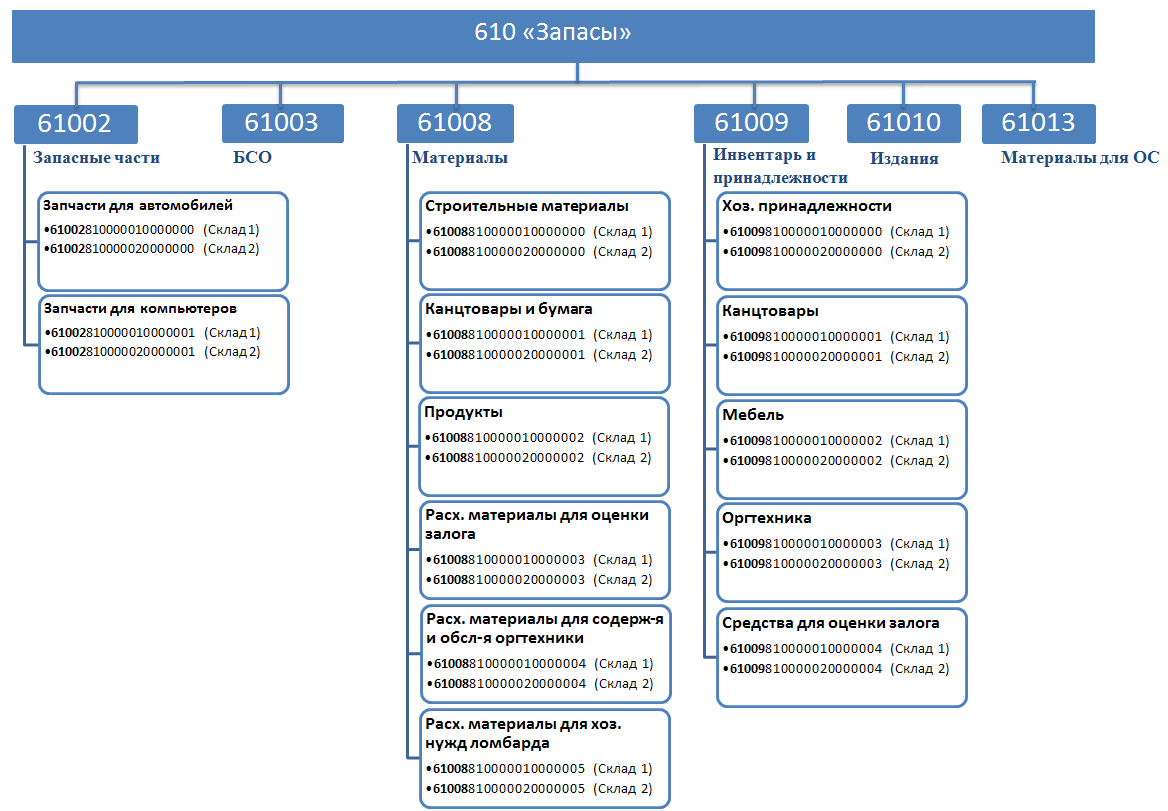 610 «Запасы»
61002
Запасные части
Запчасти для автомобилей
•61002810000010000000 (Склад 1)
•61002810000020000000 (Склад 2)
Запчасти для компьютеров
•61002810000010000001 (Склад 1)
•61002810000020000001 (Склад 2)
61003
БСО
61008
Материалы
Строительные материалы
•61008810000010000000 (Склад 1)
•61008810000020000000 (Склад 2)
Канцтовары и бумага
•61008810000010000001 (Склад 1)
•61008810000020000001 (Склад 2)
Продукты
•61008810000010000002 (Склад 1)
•61008810000020000002 (Склад 2)
Расх. материалы для оценки
залога
•61008810000010000003 (Склад 1)
•61008810000020000003 (Склад 2)
Расх. материалы для содерж-я
и обсл-я оргтехники
•61008810000010000004 (Склад 1)
•61008810000020000004 (Склад 2)
Расх. материалы для хоз.
нужд ломбарда
•61008810000010000005 (Склад 1)
•61008810000020000005 (Склад 2)
61009
Инвентарь и
принадлежности
Хоз. принадлежности
•61009810000010000000 (Склад 1)
•61009810000020000000 (Склад 2)
Канцтовары
•61009810000010000001 (Склад 1)
•61009810000020000001 (Склад 2)
Мебель
•61009810000010000002 (Склад 1)
•61009810000020000002 (Склад 2)
Оргтехника
•61009810000010000003 (Склад 1)
•61009810000020000003 (Склад 2)
Средства для оценки залога
•61009810000010000004 (Склад 1)
•61009810000020000004 (Склад 2)
61010
Издания
61013
Материалы для ОС